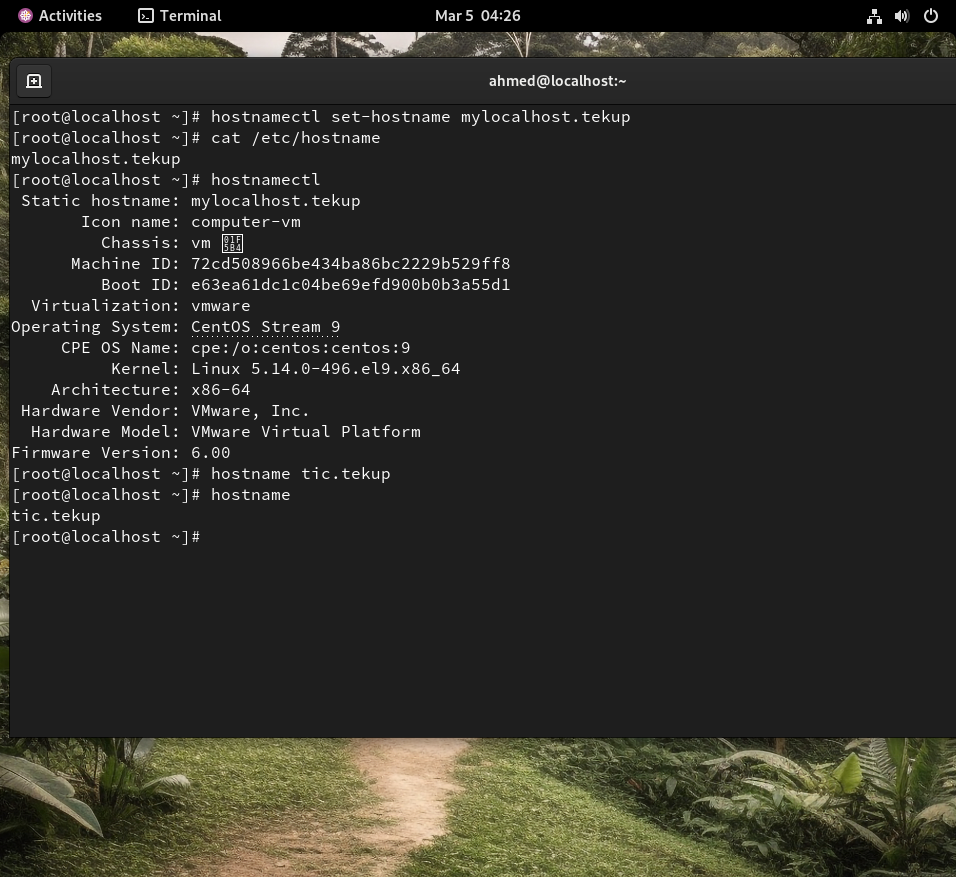 Activities Terminal Mar 5 04:26
ahmed@localhost:~
[root@localhost ~]# hostnamectl set-hostname mylocalhost.tekup
[root@localhost ~]# cat /etc/hostname
mylocalhost.tekup
[root@localhost ~]# hostnamectl
 Static hostname: mylocalhost.tekup
       Icon name: computer-vm
         Chassis: vm 🖴
      Machine ID: 72cd508966be434ba86bc2229b529ff8
         Boot ID: e63ea61dc1c04be69efd900b0b3a55d1
  Virtualization: vmware
Operating System: CentOS Stream 9
     CPE OS Name: cpe:/o:centos:centos:9
          Kernel: Linux 5.14.0-496.el9.x86_64
    Architecture: x86-64
 Hardware Vendor: VMware, Inc.
  Hardware Model: VMware Virtual Platform
Firmware Version: 6.00
[root@localhost ~]# hostname tic.tekup
[root@localhost ~]# hostname
tic.tekup
[root@localhost ~]#